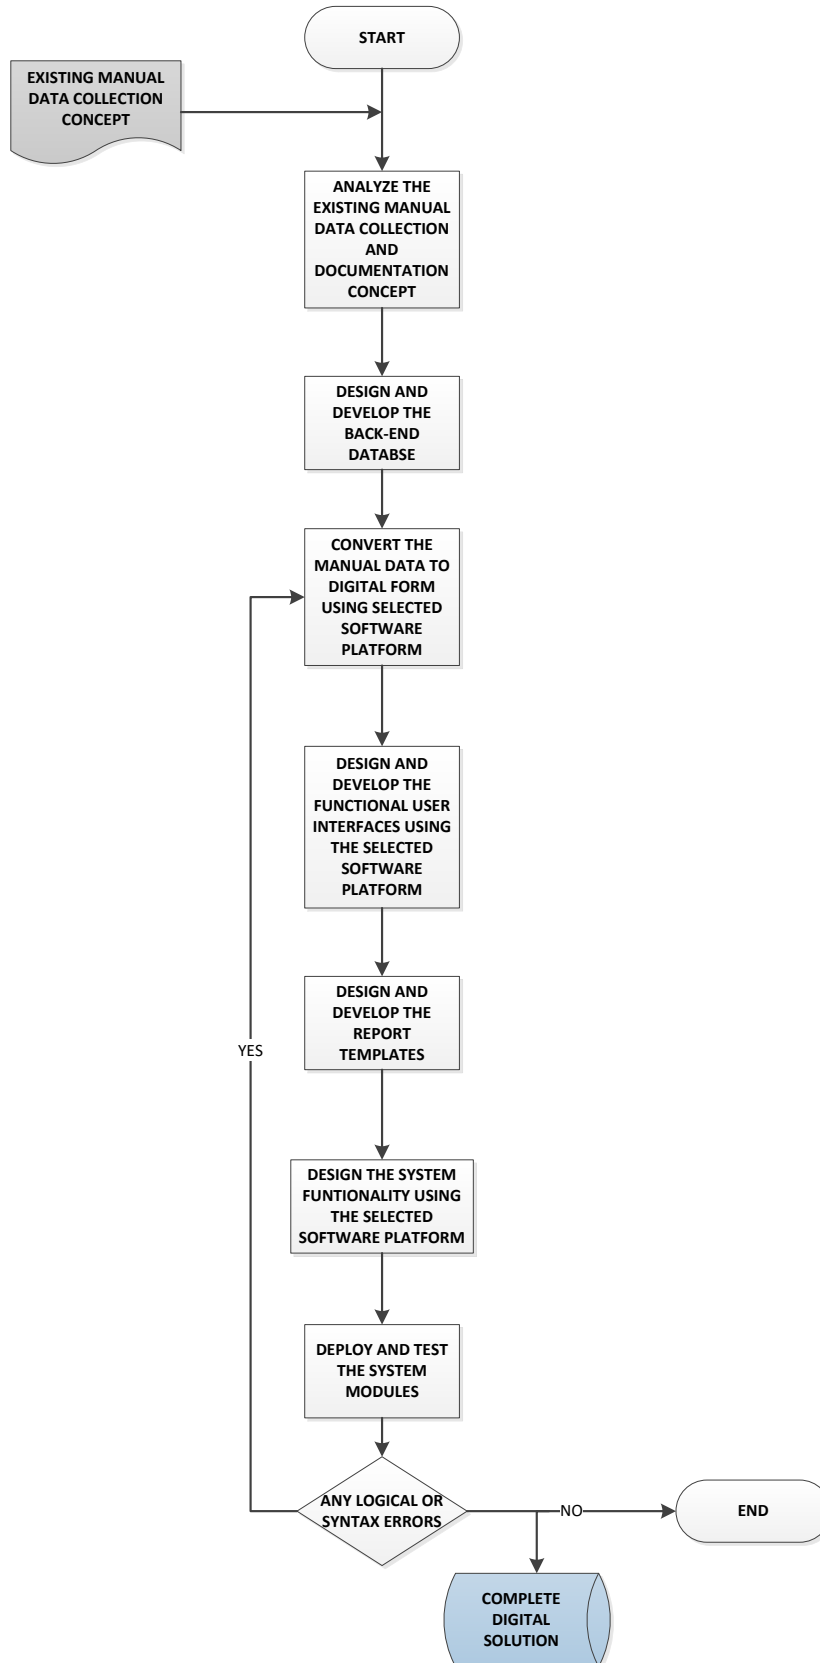 START
EXISTING MANUAL
DATA COLLECTION
CONCEPT
ANALYZE THE
EXISTING MANUAL
DATA COLLECTION
AND
DOCUMENTATION
CONCEPT
DESIGN AND
DEVELOP THE
BACK-END
DATABSE
CONVERT THE
MANUAL DATA TO
DIGITAL FORM
USING SELECTED
SOFTWARE
PLATFORM
DESIGN AND
DEVELOP THE
FUNCTIONAL USER
INTERFACES USING
THE SELECTED
SOFTWARE
PLATFORM
DESIGN AND
DEVELOP THE
REPORT
TEMPLATES
YES
DESIGN THE SYSTEM
FUNTIONALITY USING
THE SELECTED
SOFTWARE PLATFORM
DEPLOY AND TEST
THE SYSTEM
MODULES
ANY LOGICAL OR
SYNTAX ERRORS
NO
END
COMPLETE
DIGITAL
SOLUTION